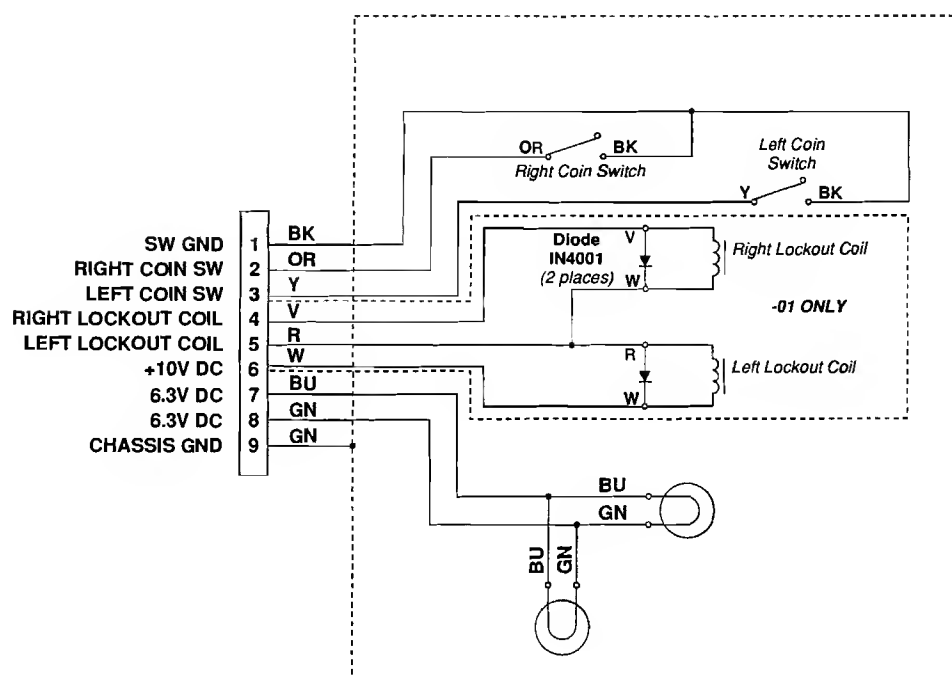 OR
BK
Right Coin Switch
Left Coin
Switch
Y
BK
SW GND 1 BK
RIGHT COIN SW 2 OR
LEFT COIN SW 3 Y
RIGHT LOCKOUT COIL 4 V
LEFT LOCKOUT COIL 5 R
+10V DC 6 W
6.3V DC 7 BU
6.3V DC 8 GN
CHASSIS GND 9 GN
Diode
IN4001
(2 places)
V
W
Right Lockout Coil
-01 ONLY
R
W
Left Lockout Coil
BU
GN
BU
GN